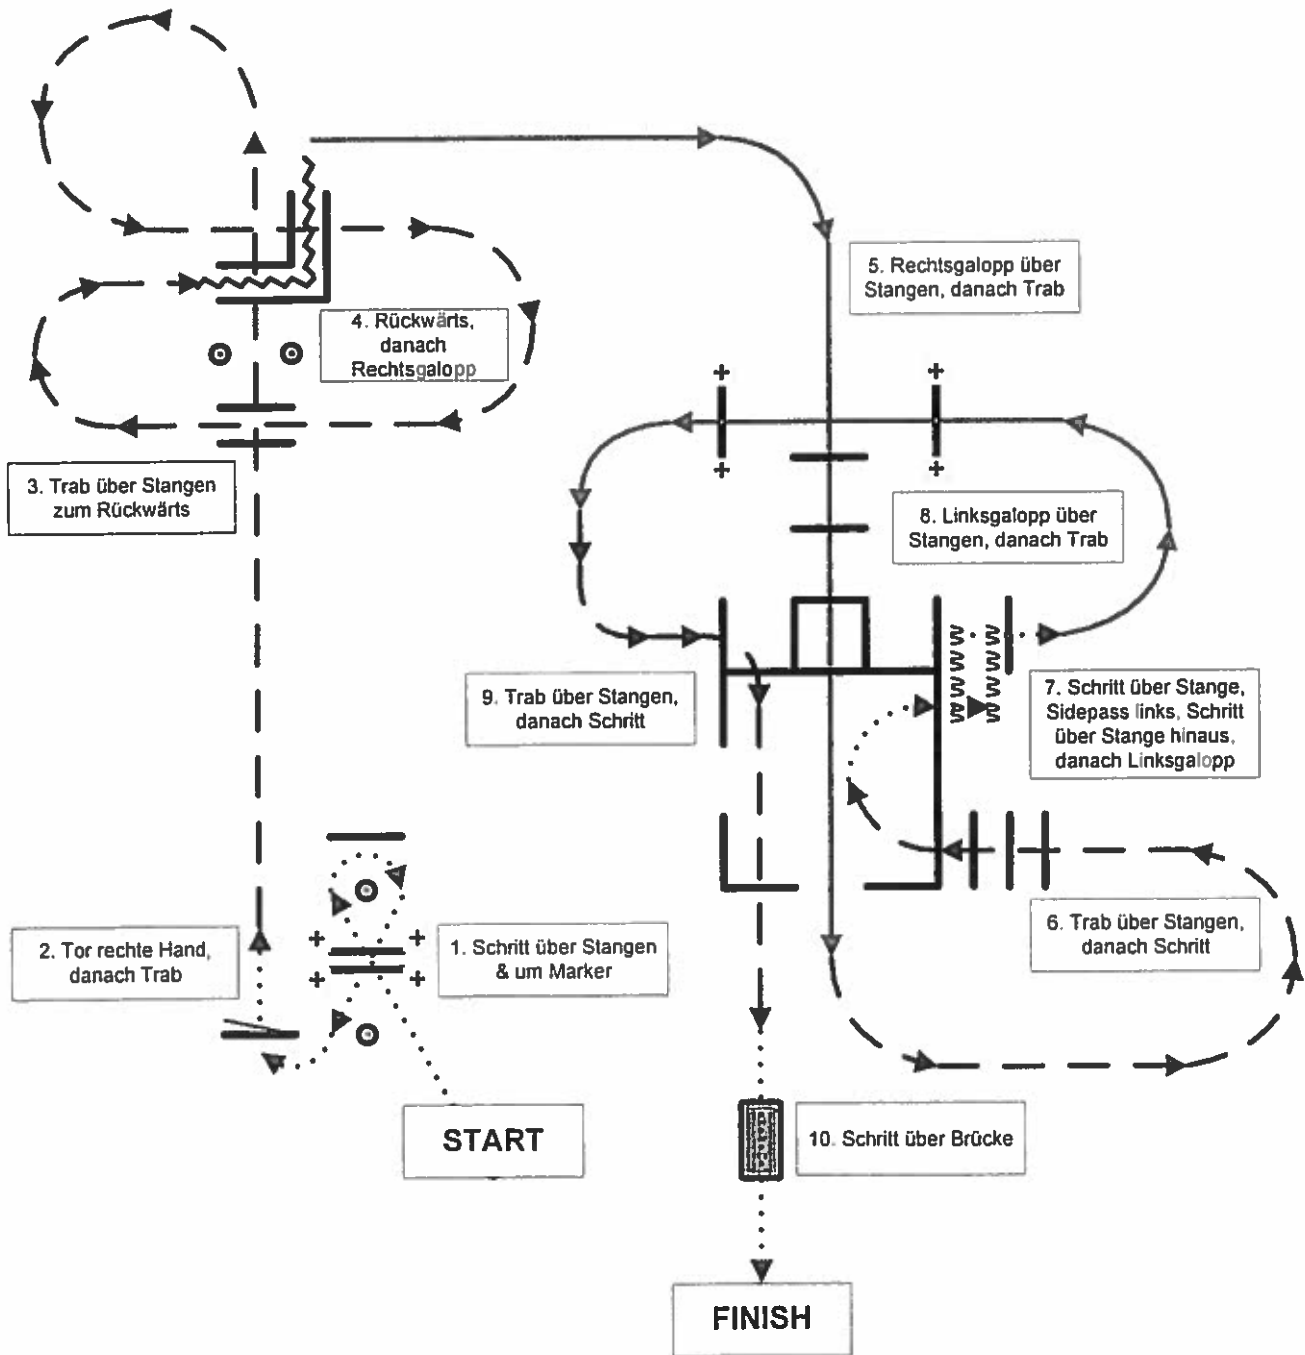 START
1. Schritt über Stangen
& um Marker
2. Tor rechte Hand,
danach Trab
3. Trab über Stangen
zum Rückwärts
4. Rückwärts,
danach
Rechtsgalopp
5. Rechtsgalopp über
Stangen, danach Trab
6. Trab über Stangen,
danach Schritt
7. Schritt über Stange,
Sidepass links, Schritt
über Stange hinaus,
danach Linksgalopp
8. Linksgalopp über
Stangen, danach Trab
9. Trab über Stangen,
danach Schritt
10. Schritt über Brücke
FINISH